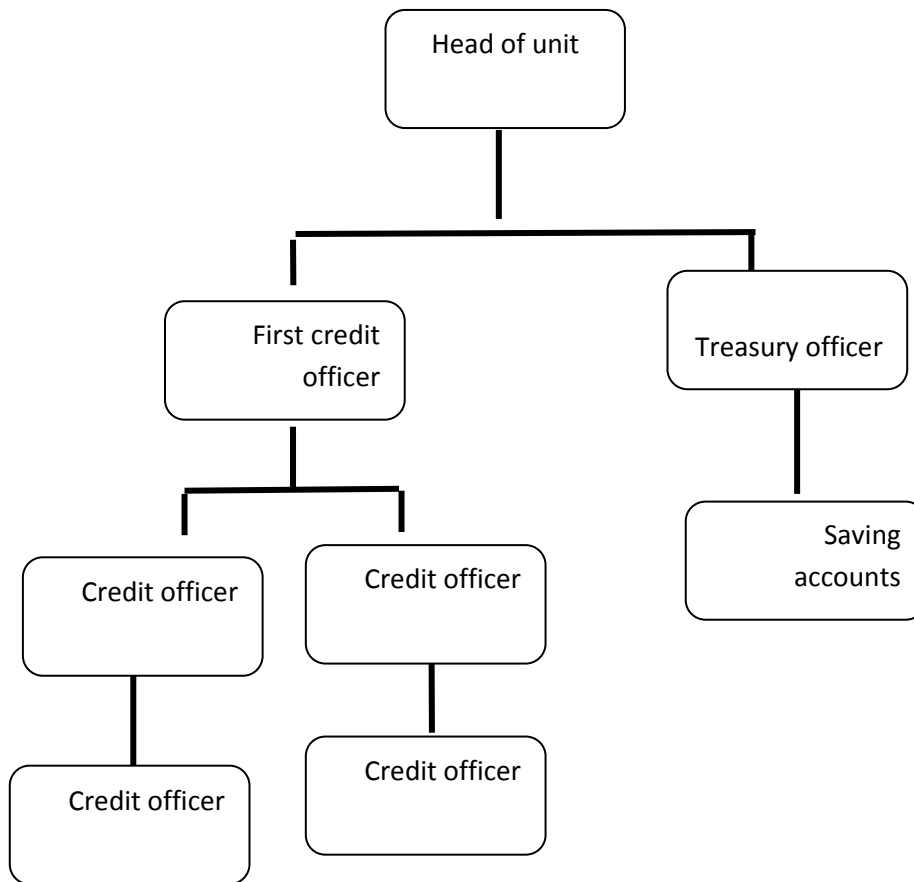 Head of unit
First credit
officer
Treasury officer
Saving
accounts
Credit officer
Credit officer
Credit officer
Credit officer